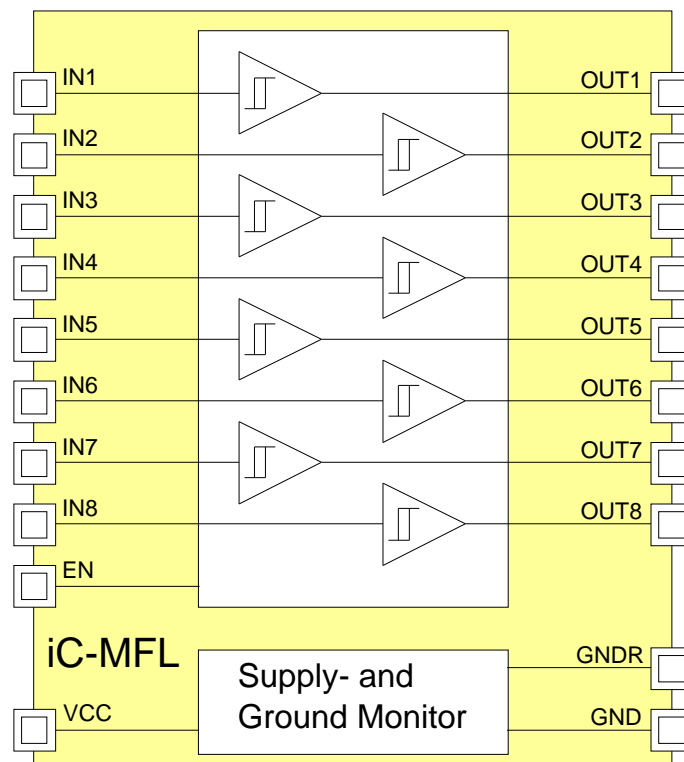 IN1 OUT1
IN2 OUT2
IN3 OUT3
IN4 OUT4
IN5 OUT5
IN6 OUT6
IN7 OUT7
IN8 OUT8
EN
iC-MFL
Supply- and
Ground Monitor
GNDR
VCC
GND